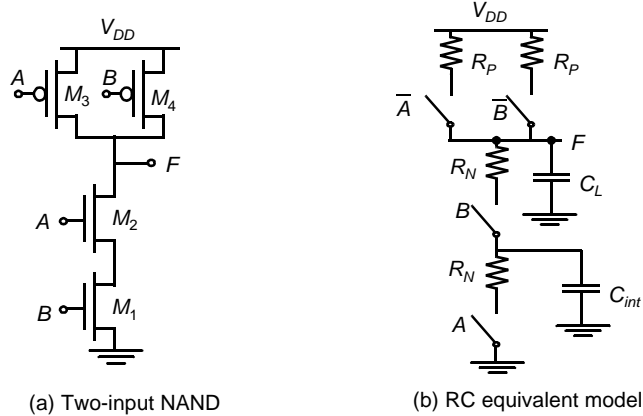 V_DD
A
M_3
B
M_4
F
A
M_2
B
M_1
(a) Two-input NAND
V_DD
R_P
R_P
A̅
B̅
F
R_N
C_L
B
R_N
C_int
A
(b) RC equivalent model